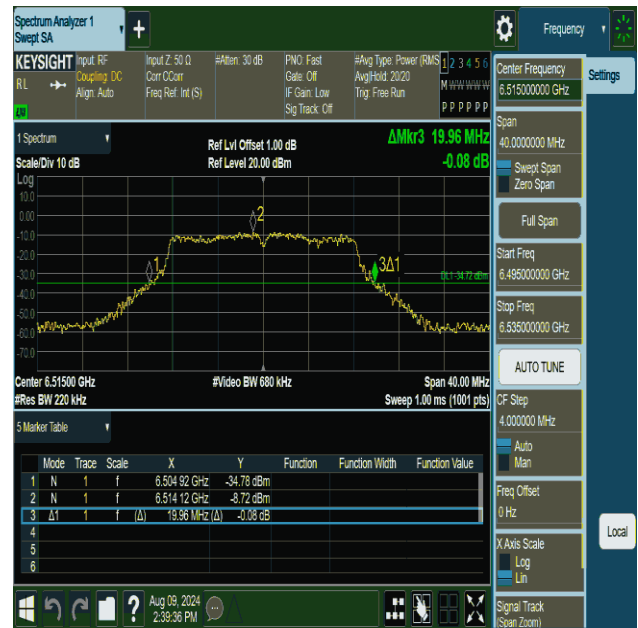 Spectrum Analyzer 1
Swept SA
+
Frequency
KEYSIGHT Input: RF Input Z: 50 Ω #Atten: 30 dB PNO: Fast #Avg Type: Power (RMS 1 2 3 4 5 6
RL Coupling: DC Corr CCorr Gate: Off Avg|Hold: 20/20 M W W W W W
Align: Auto Freq Ref: Int (S) IF Gain: Low Trig: Free Run
Sig Track: Off P P P P P P
1 Spectrum
Ref Lvl Offset 1.00 dB ΔMkr3 19.96 MHz
Scale/Div 10 dB Ref Level 20.00 dBm -0.08 dB
Log
10.0
0.00
-10.0
-20.0
-30.0
-40.0
-50.0
-60.0
-70.0
1
2
3Δ1
DL1 -34.72 dBm
Center 6.51500 GHz #Video BW 680 kHz Span 40.00 MHz
#Res BW 220 kHz Sweep 1.00 ms (1001 pts)
5 Marker Table
Mode Trace Scale X Y Function Function Width Function Value
1 N 1 f 6.504 92 GHz -34.78 dBm
2 N 1 f 6.514 12 GHz -8.72 dBm
3 Δ1 1 f (Δ) 19.96 MHz (Δ) -0.08 dB
4
5
6
? Aug 09, 2024
2:39:36 PM
Center Frequency
6.515000000 GHz
Settings
Span
40.0000000 MHz
Swept Span
Zero Span
Full Span
Start Freq
6.495000000 GHz
Stop Freq
6.535000000 GHz
AUTO TUNE
CF Step
4.000000 MHz
Auto
Man
Freq Offset
0 Hz
X Axis Scale
Log
Lin
Local
Signal Track
(Span Zoom)